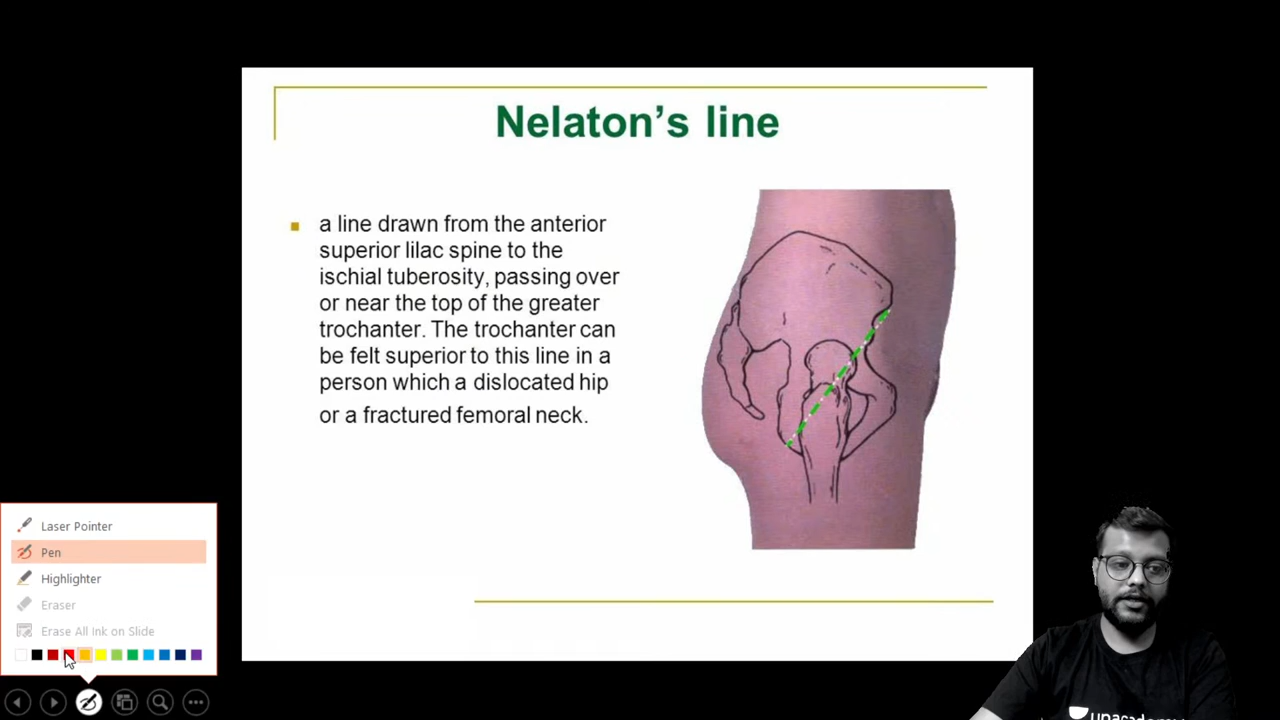 Nelaton's line
a line drawn from the anterior
superior lilac spine to the
ischial tuberosity, passing over
or near the top of the greater
trochanter. The trochanter can
be felt superior to this line in a
person which a dislocated hip
or a fractured femoral neck.
Laser Pointer
Pen
Highlighter
Eraser
Erase All Ink on Slide